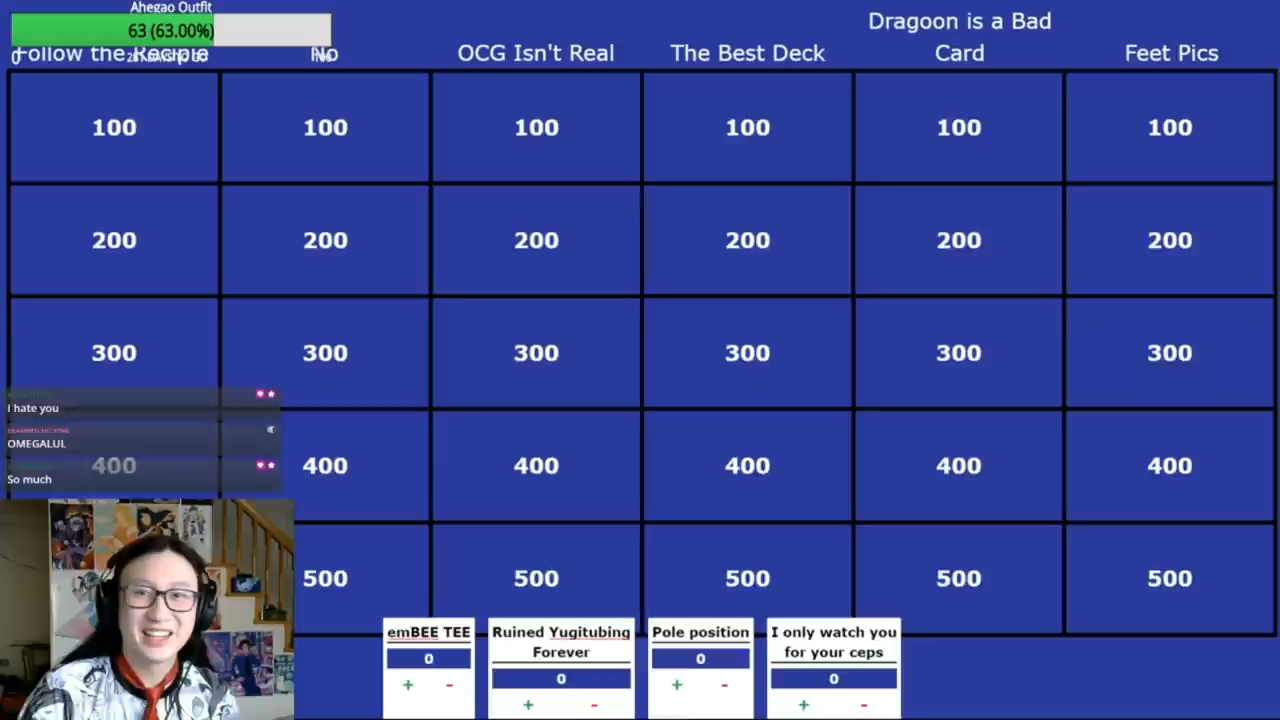 Ahegao Outfit
63 (63.00%)
0
Follow the Recipie
No
OCG Isn't Real
The Best Deck
Dragoon is a Bad
Card
Feet Pics
100 100 100 100 100 100
200 200 200 200 200 200
300 300 300 300 300 300
400 400 400 400 400 400
500 500 500 500 500
I hate you
OMEGALUL
So much
emBEE TEE
0
+ -
Ruined Yugitubing
Forever
0
+ -
Pole position
0
+ -
I only watch you
for your ceps
0
+ -